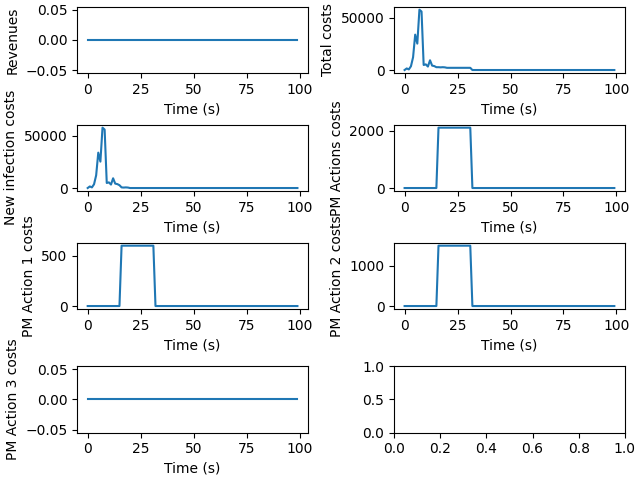 Revenues
0.05
0.00
−0.05
0 25 50 75 100
Time (s)
Total costs
50000
0
0 25 50 75 100
Time (s)
New infection costs
50000
0
0 25 50 75 100
Time (s)
PM Actions costs
2000
0
0 25 50 75 100
Time (s)
PM Action 1 costs
500
0
0 25 50 75 100
Time (s)
PM Action 2 costs
1000
0
0 25 50 75 100
Time (s)
PM Action 3 costs
0.05
0.00
−0.05
0 25 50 75 100
Time (s)
1.0
0.5
0.0
0.0 0.2 0.4 0.6 0.8 1.0